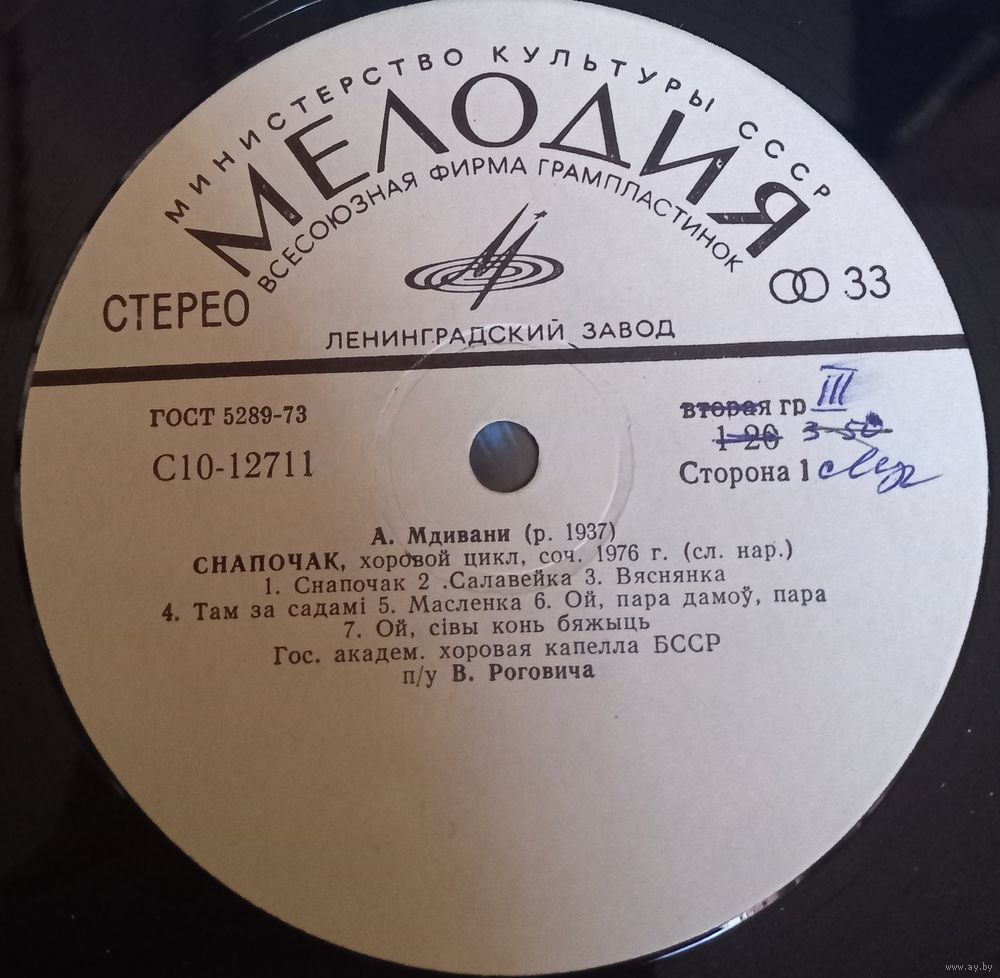 МИНИСТЕРСТВО КУЛЬТУРЫ СССР
МЕЛОДИЯ
ВСЕСОЮЗНАЯ ФИРМА ГРАМПЛАСТИНОК
СТЕРЕО
33
ЛЕНИНГРАДСКИЙ ЗАВОД
ГОСТ 5289-73
вторая гр III
1-20 3-50
С10-12711
Сторона 1
А. Мдивани (р. 1937)
СНАПОЧАК, хоровой цикл, соч. 1976 г. (сл. нар.)
1. Снапочак 2 .Салавейка 3. Вяснянка
4. Там за садамі 5. Масленка 6. Ой, пара дамоў, пара
7. Ой, сівы конь бяжыць
Гос. академ. хоровая капелла БССР
п/у В. Роговича
www.ay.by